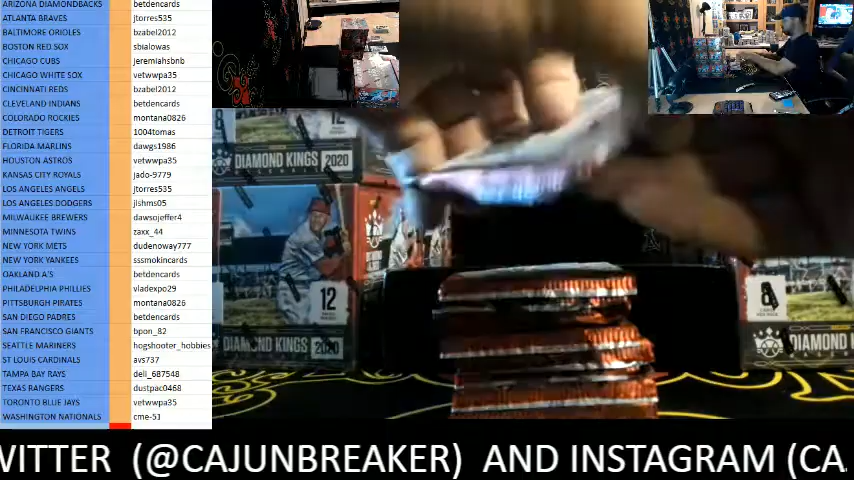 ARIZONA DIAMONDBACKS betdencards
ATLANTA BRAVES jtorres535
BALTIMORE ORIOLES bzabel2012
BOSTON RED SOX sbialowas
CHICAGO CUBS jeremiahsbnb
CHICAGO WHITE SOX vetwwpa35
CINCINNATI REDS bzabel2012
CLEVELAND INDIANS betdencards
COLORADO ROCKIES montana0826
DETROIT TIGERS 1004tomas
FLORIDA MARLINS dawgs1986
HOUSTON ASTROS vetwwpa35
KANSAS CITY ROYALS jado-9779
LOS ANGELES ANGELS jtorres535
LOS ANGELES DODGERS jlshms05
MILWAUKEE BREWERS dawsojeffer4
MINNESOTA TWINS zaxx_44
NEW YORK METS dudenoway777
NEW YORK YANKEES sssmokincards
OAKLAND A'S betdencards
PHILADELPHIA PHILLIES vladexpo29
PITTSBURGH PIRATES montana0826
SAN DIEGO PADRES betdencards
SAN FRANCISCO GIANTS bpon_82
SEATTLE MARINERS hogshooter_hobbies
ST LOUIS CARDINALS avs737
TAMPA BAY RAYS deli_687548
TEXAS RANGERS dustpac0468
TORONTO BLUE JAYS vetwwpa35
WASHINGTON NATIONALS cme-53
8 12
DIAMOND KINGS 2020
12
DIAMOND KINGS 2020
8
DIAMOND
WITTER (@CAJUNBREAKER) AND INSTAGRAM (CA